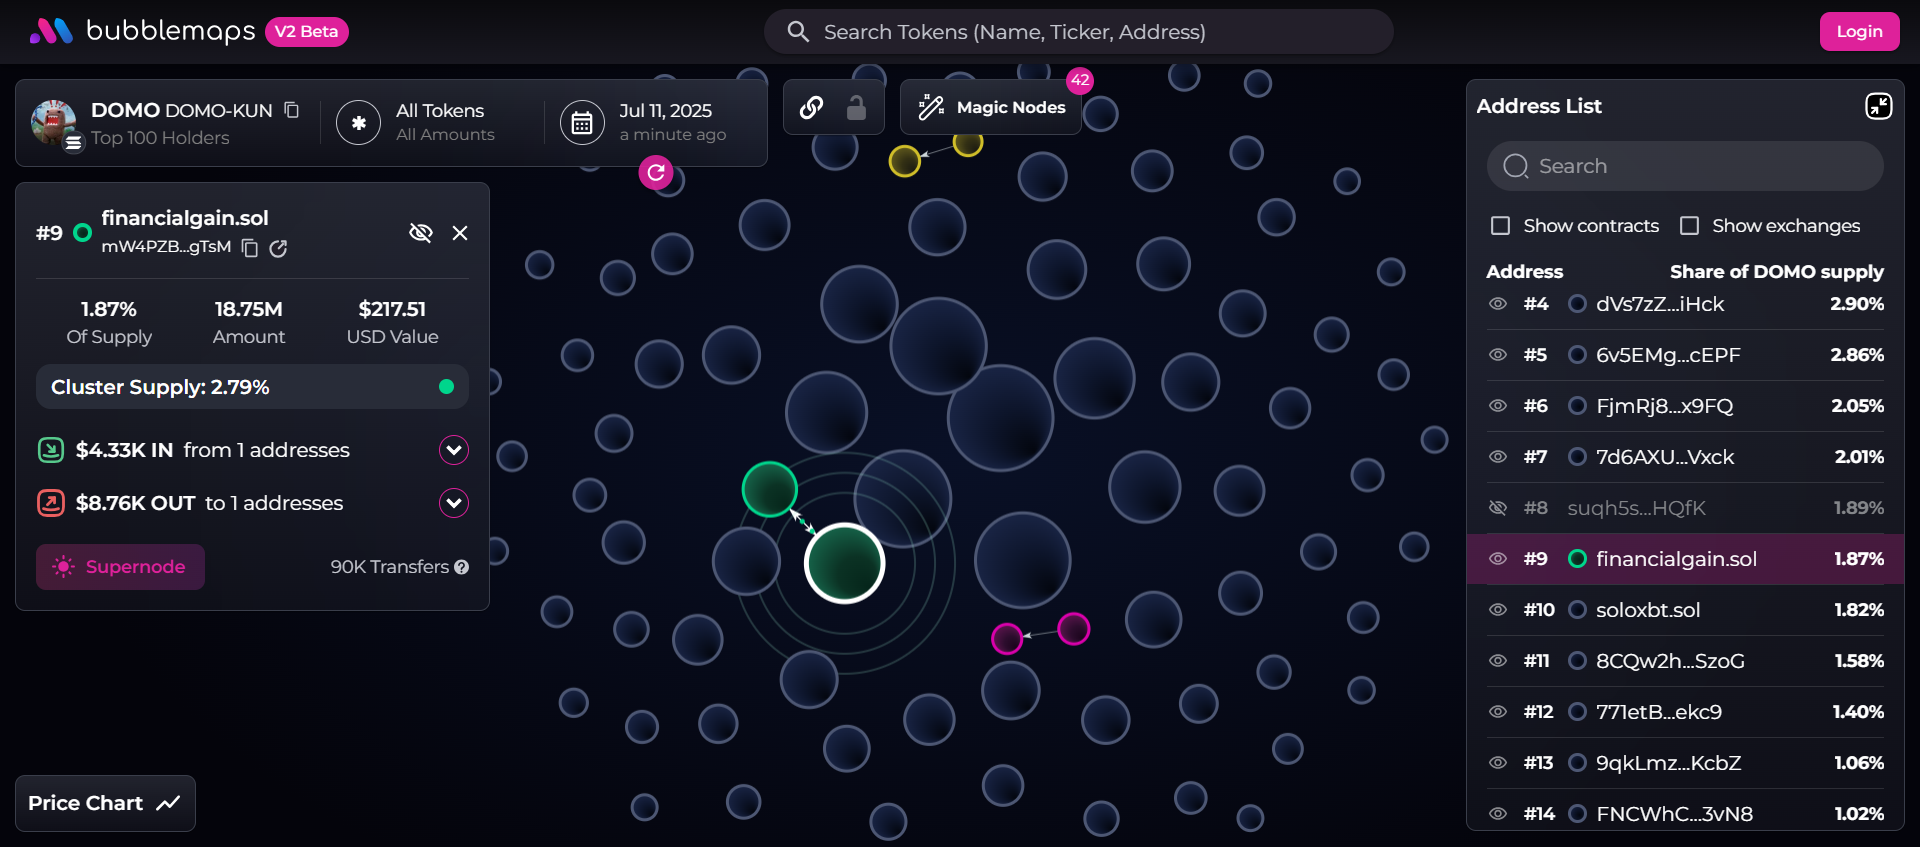 bubblemaps V2 Beta
Search Tokens (Name, Ticker, Address)
Login
DOMO DOMO-KUN
Top 100 Holders
All Tokens
All Amounts
Jul 11, 2025
a minute ago
Magic Nodes
42
#9 financialgain.sol
mW4PZB...gTsM
1.87%
Of Supply
18.75M
Amount
$217.51
USD Value
Cluster Supply: 2.79%
$4.33K IN from 1 addresses
$8.76K OUT to 1 addresses
Supernode
90K Transfers ?
Price Chart
Address List
Search
Show contracts
Show exchanges
Address Share of DOMO supply
#4 dVs7zZ...iHck 2.90%
#5 6v5EMg...cEPF 2.86%
#6 FjmRj8...x9FQ 2.05%
#7 7d6AXU...Vxck 2.01%
#8 suqh5s...HQfK 1.89%
#9 financialgain.sol 1.87%
#10 soloxbt.sol 1.82%
#11 8CQw2h...SzoG 1.58%
#12 771etB...ekc9 1.40%
#13 9qkLmz...KcbZ 1.06%
#14 FNCWhC...3vN8 1.02%